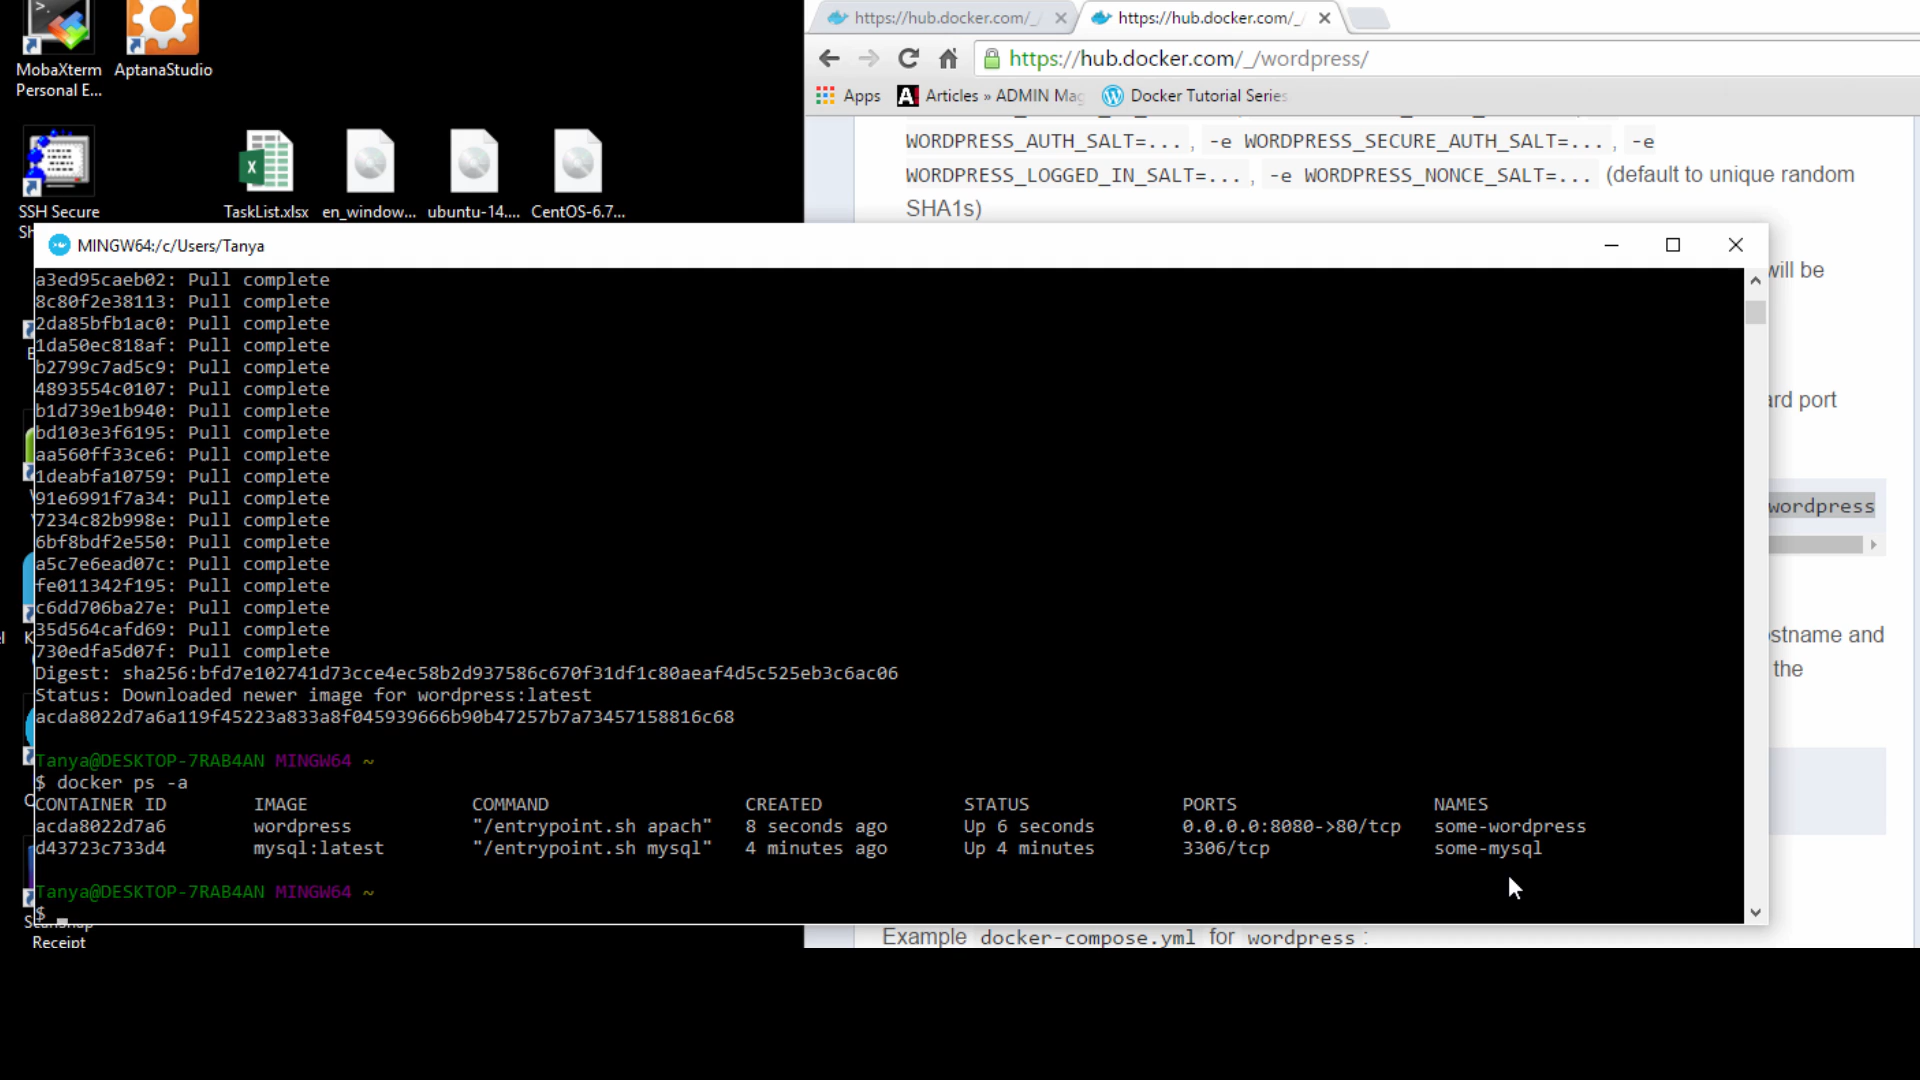 MobaXterm
Personal E...
AptanaStudio
SSH Secure
TaskList.xlsx
en_window...
ubuntu-14....
CentOS-6.7...
https://hub.docker.com/_/
https://hub.docker.com/_/
https://hub.docker.com/_/wordpress/
Apps
Articles » ADMIN Mag
Docker Tutorial Series
WORDPRESS_AUTH_SALT=... , -e WORDPRESS_SECURE_AUTH_SALT=... , -e
WORDPRESS_LOGGED_IN_SALT=... , -e WORDPRESS_NONCE_SALT=... (default to unique random
SHA1s)
will be
ard port
wordpress
stname and
the
MINGW64:/c/Users/Tanya
a3ed95caeb02: Pull complete
8c80f2e38113: Pull complete
2da85bfb1ac0: Pull complete
1da50ec818af: Pull complete
b2799c7ad5c9: Pull complete
4893554c0107: Pull complete
b1d739e1b940: Pull complete
bd103e3f6195: Pull complete
aa560ff33ce6: Pull complete
1deabfa10759: Pull complete
91e6991f7a34: Pull complete
7234c82b998e: Pull complete
6bf8bdf2e550: Pull complete
a5c7e6ead07c: Pull complete
fe011342f195: Pull complete
c6dd706ba27e: Pull complete
35d564cafd69: Pull complete
730edfa5d07f: Pull complete
Digest: sha256:bfd7e102741d73cce4ec58b2d937586c670f31df1c80aeaf4d5c525eb3c6ac06
Status: Downloaded newer image for wordpress:latest
acda8022d7a6a119f45223a833a8f045939666b90b47257b7a73457158816c68
Tanya@DESKTOP-7RAB4AN MINGW64 ~
$ docker ps -a
CONTAINER ID IMAGE COMMAND CREATED STATUS PORTS NAMES
acda8022d7a6 wordpress "/entrypoint.sh apach" 8 seconds ago Up 6 seconds 0.0.0.0:8080->80/tcp some-wordpress
d43723c733d4 mysql:latest "/entrypoint.sh mysql" 4 minutes ago Up 4 minutes 3306/tcp some-mysql
Tanya@DESKTOP-7RAB4AN MINGW64 ~
$
Receipt
Example docker-compose.yml for wordpress :